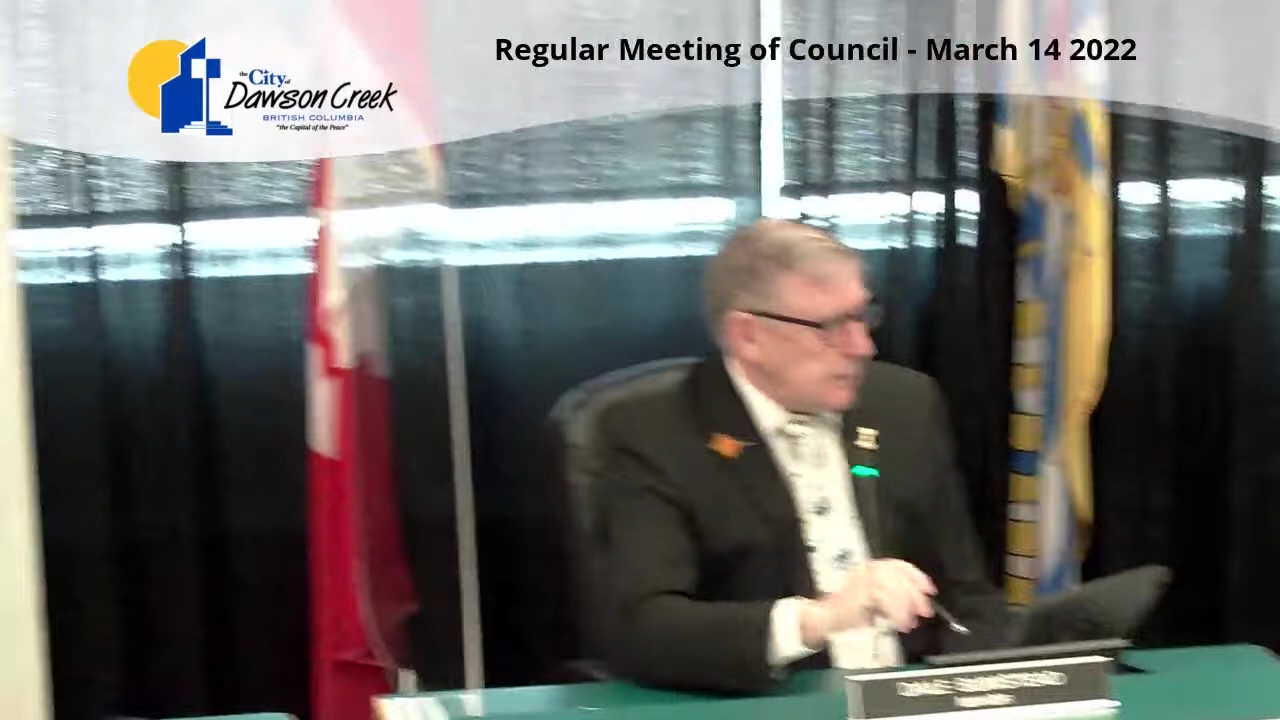 Regular Meeting of Council - March 14 2022
the City of
Dawson Creek
BRITISH COLUMBIA
"the Capital of the Peace"